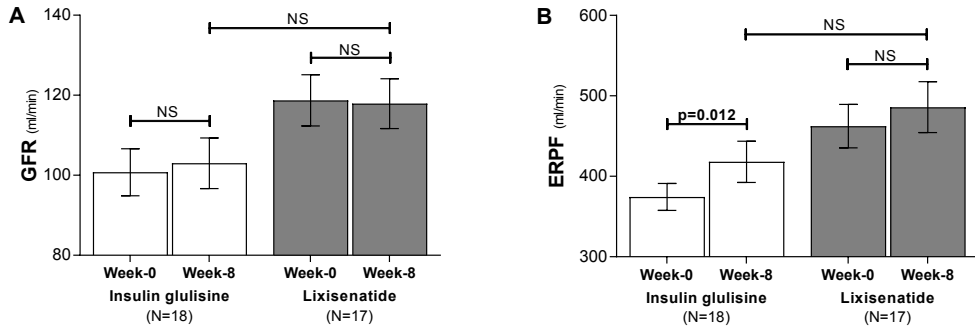 A
GFR (ml/min)
140
120
100
80
NS
NS
NS
Week-0 Week-8 Week-0 Week-8
Insulin glulisine Lixisenatide
(N=18) (N=17)
B
ERPF (ml/min)
600
500
400
300
NS
NS
p=0.012
Week-0 Week-8 Week-0 Week-8
Insulin glulisine Lixisenatide
(N=18) (N=17)